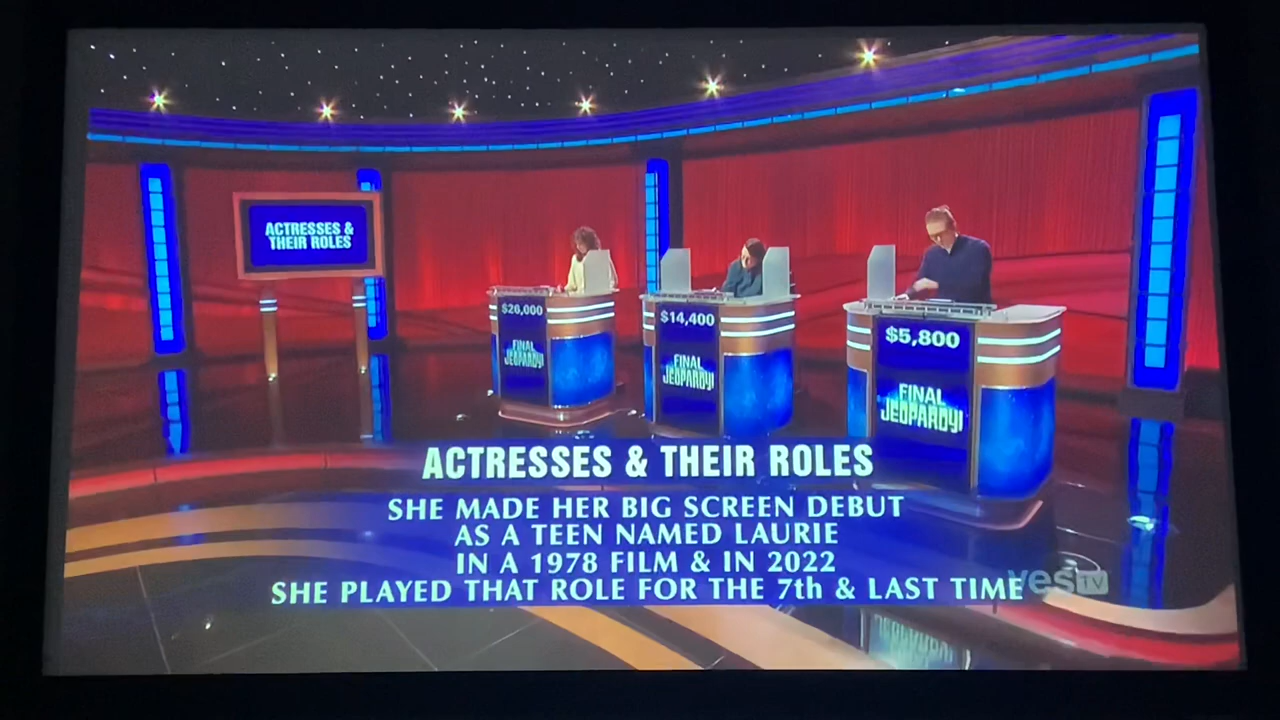 ACTRESSES &
THEIR ROLES
$26,000
FINAL
JEOPARDY!
$14,400
FINAL
JEOPARDY!
$5,800
FINAL
JEOPARDY!
ACTRESSES & THEIR ROLES
SHE MADE HER BIG SCREEN DEBUT
AS A TEEN NAMED LAURIE
IN A 1978 FILM & IN 2022
SHE PLAYED THAT ROLE FOR THE 7th & LAST TIME
yes TV